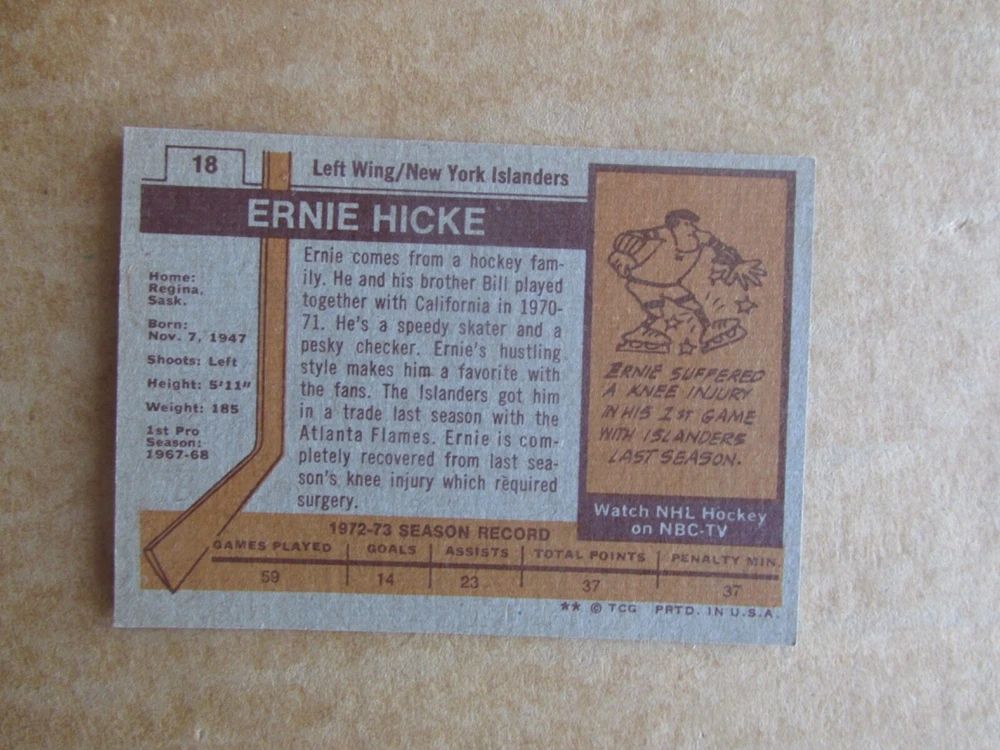 18
Left Wing/New York Islanders
ERNIE HICKE
Home:
Regina,
Sask.
Born:
Nov. 7, 1947
Shoots: Left
Height: 5'11"
Weight: 185
1st Pro
Season:
1967-68
Ernie comes from a hockey fam-
ily. He and his brother Bill played
together with California in 1970-
71. He's a speedy skater and a
pesky checker. Ernie's hustling
style makes him a favorite with
the fans. The Islanders got him
in a trade last season with the
Atlanta Flames. Ernie is com-
pletely recovered from last sea-
son's knee injury which required
surgery.
ERNIE SUFFERED
A KNEE INJURY
IN HIS 1ST GAME
WITH ISLANDERS
LAST SEASON.
Watch NHL Hockey
on NBC-TV
1972-73 SEASON RECORD
GAMES PLAYED GOALS ASSISTS TOTAL POINTS PENALTY MIN.
59 14 23 37 37
** © TCG PRTD. IN U.S.A.